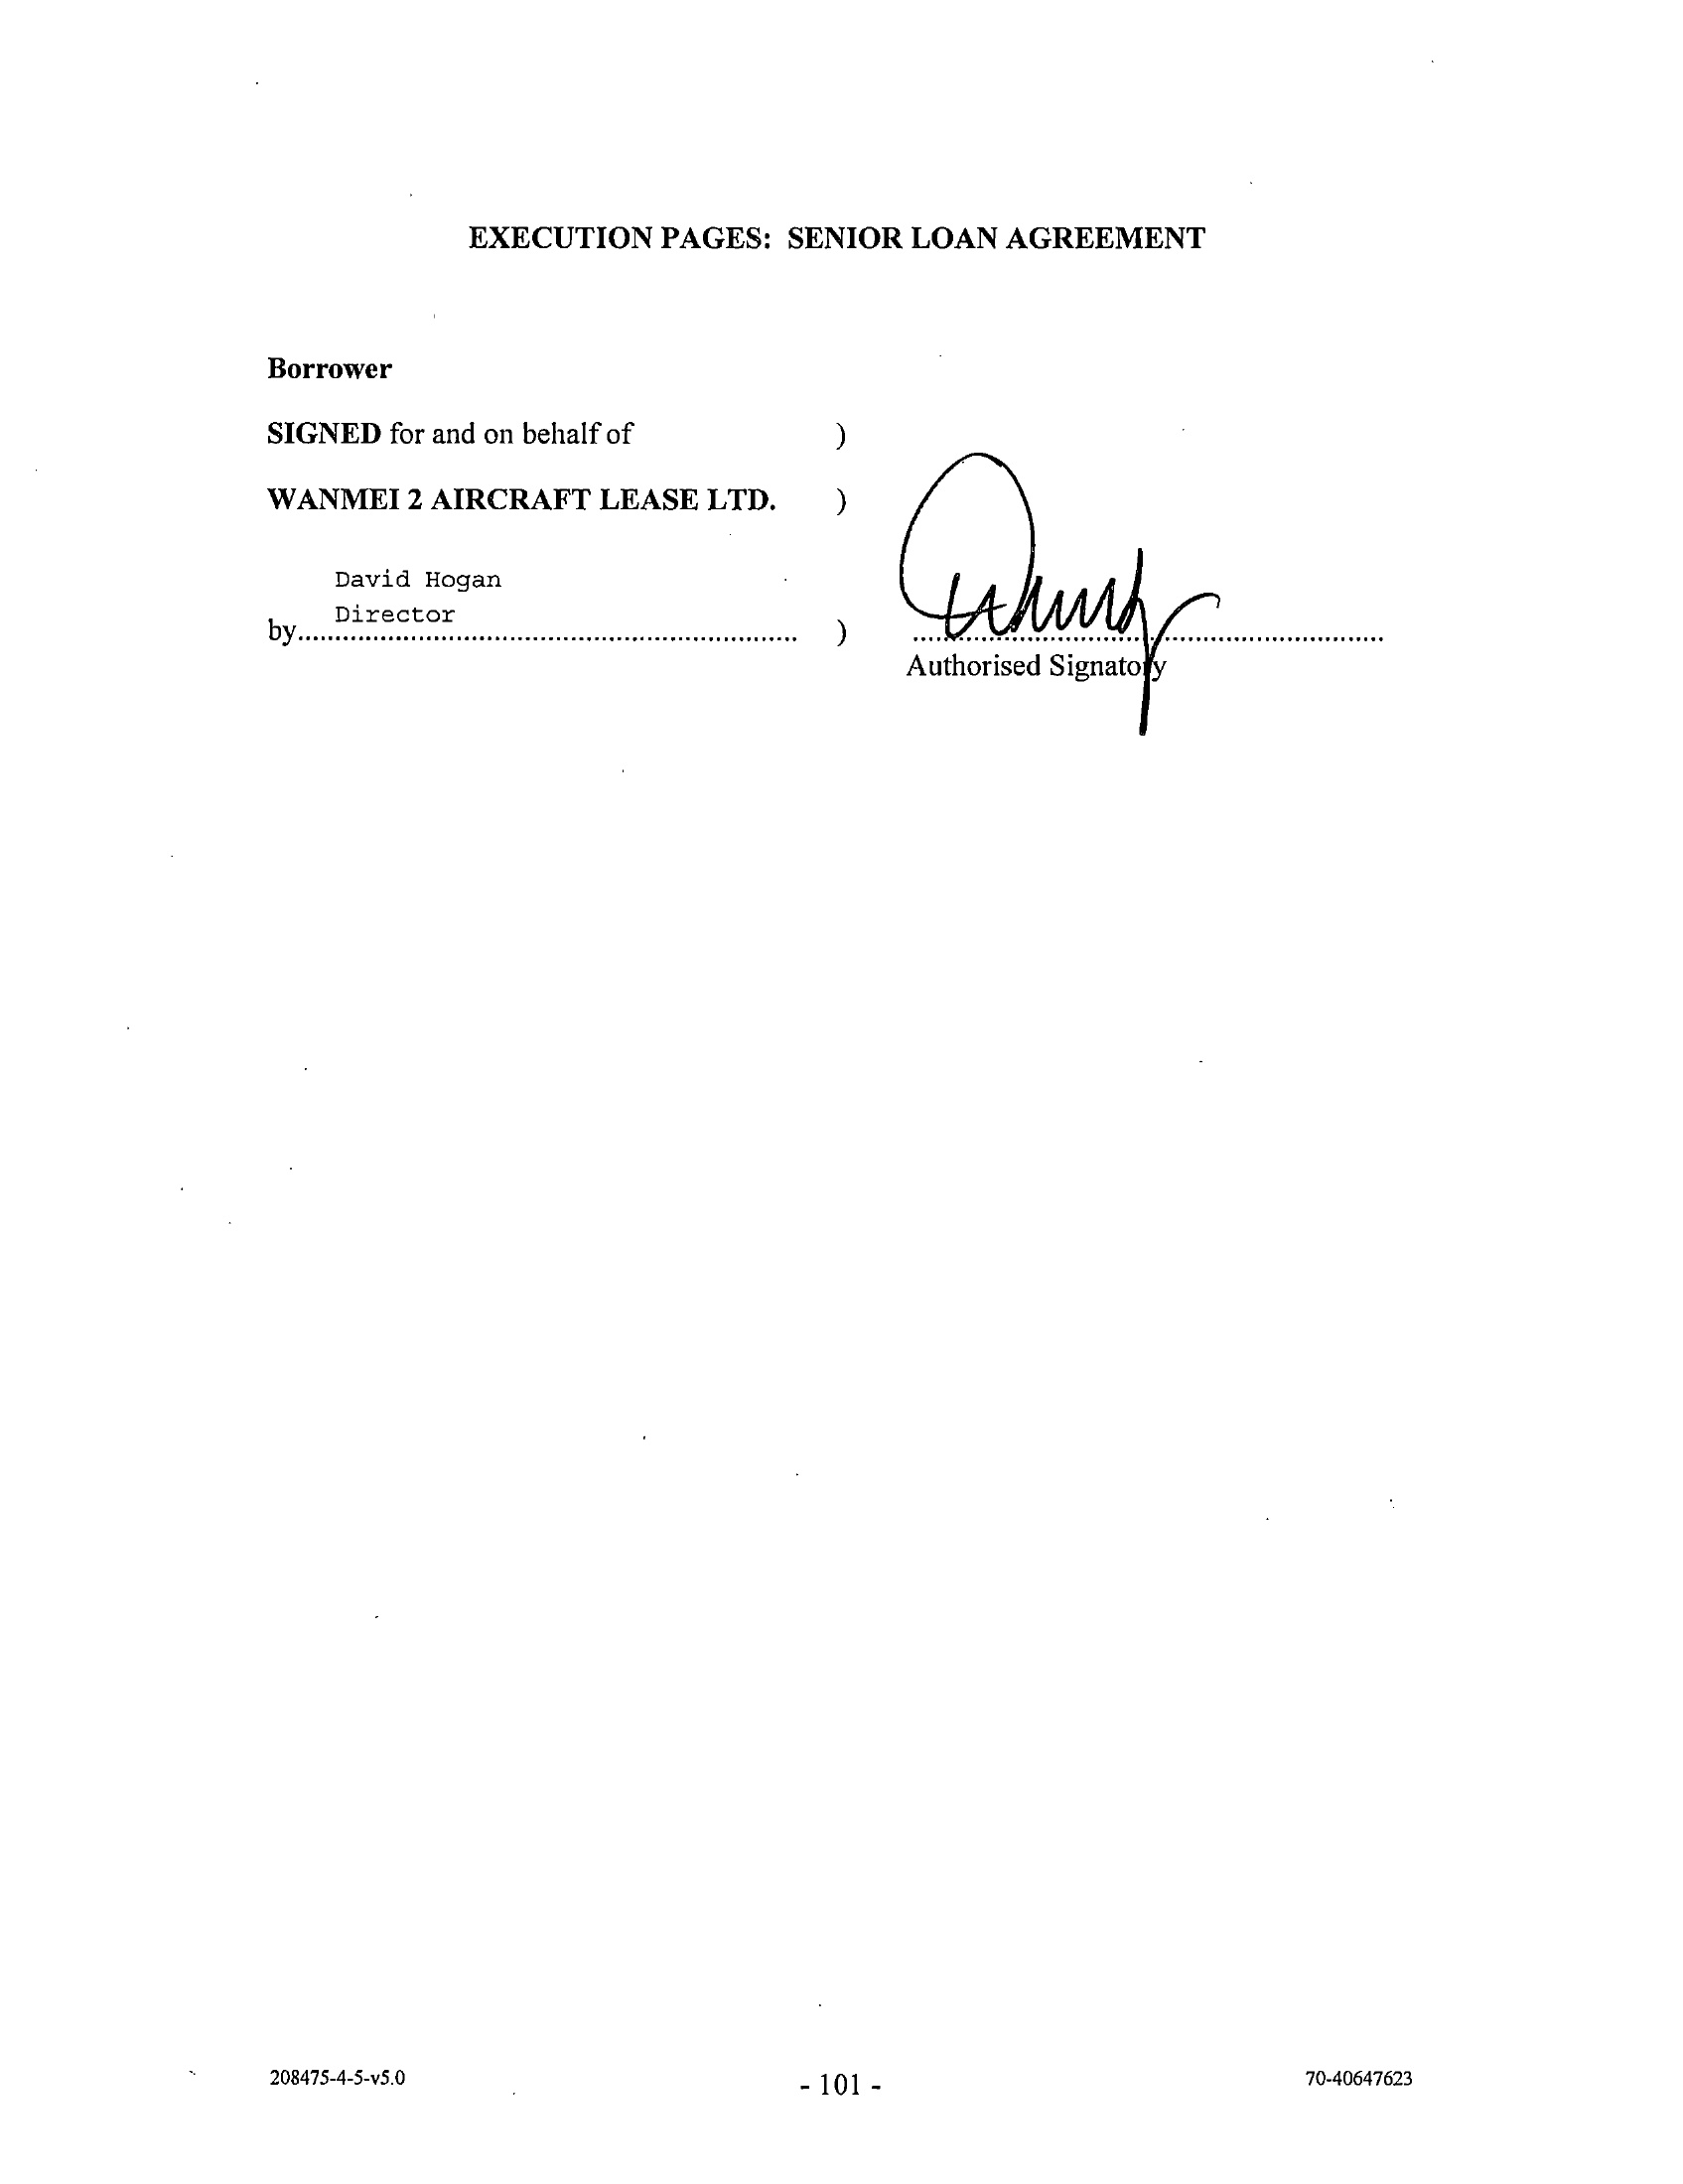 EXECUTION PAGES: SENIOR LOAN AGREEMENT
Borrower
SIGNED for and on behalf of )
WANMEI 2 AIRCRAFT LEASE LTD. )
David Hogan
Director
by.................................................................. )
..............................................................
Authorised Signatory
208475-4-5-v5.0
- 101 -
70-40647623